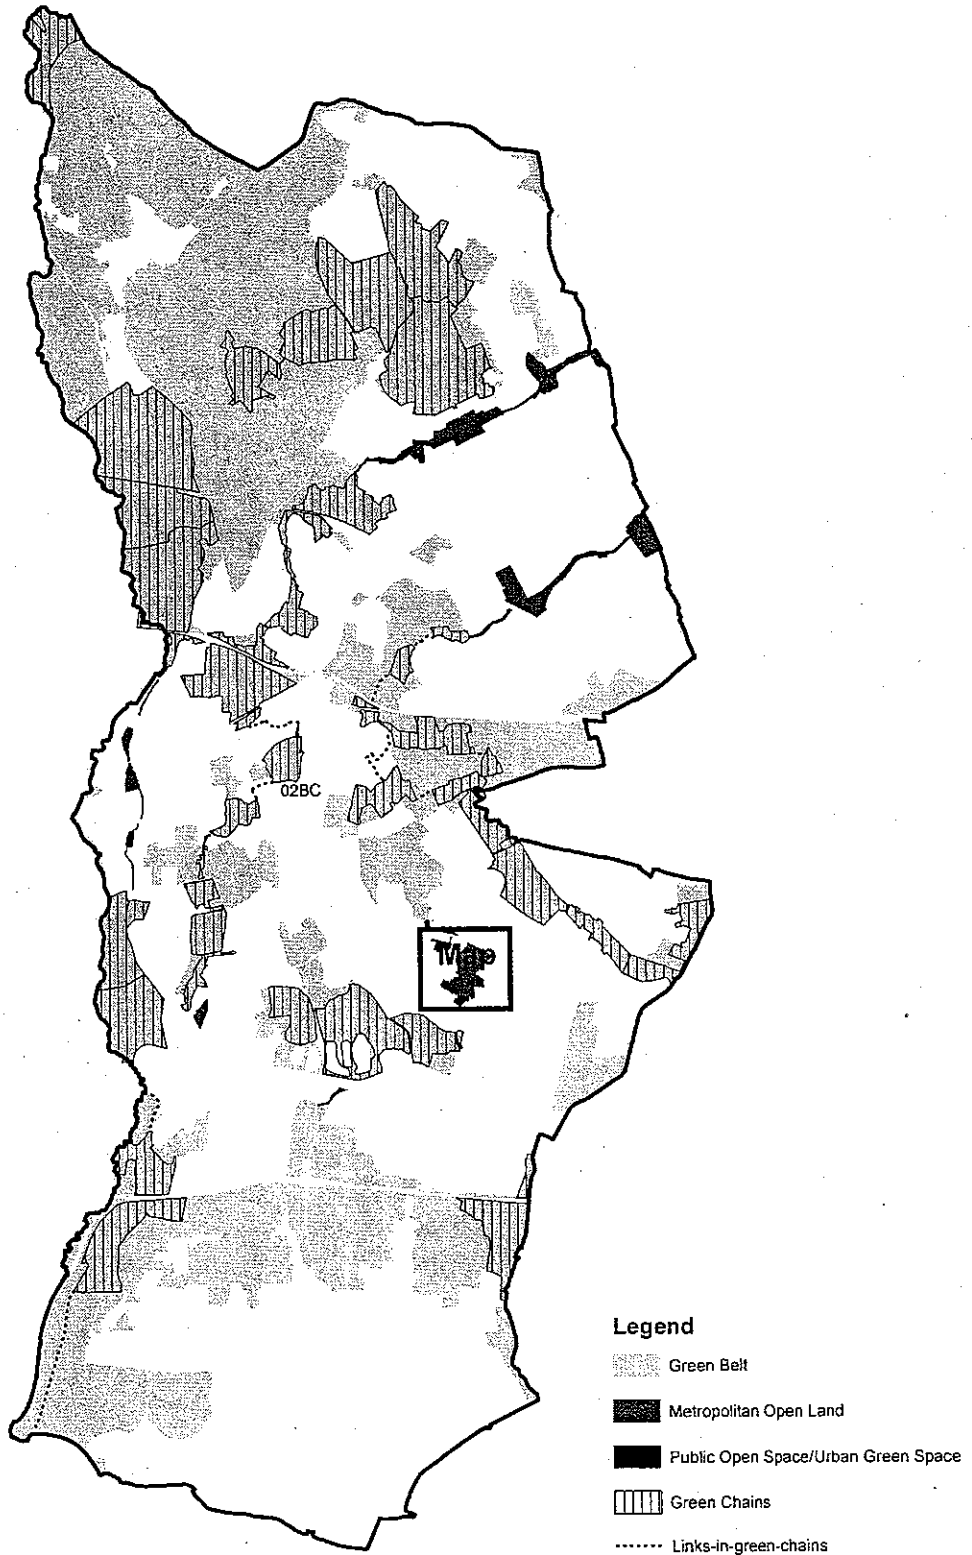 02BC
Map
Legend
Green Belt
Metropolitan Open Land
Public Open Space/Urban Green Space
Green Chains
Links-in-green-chains